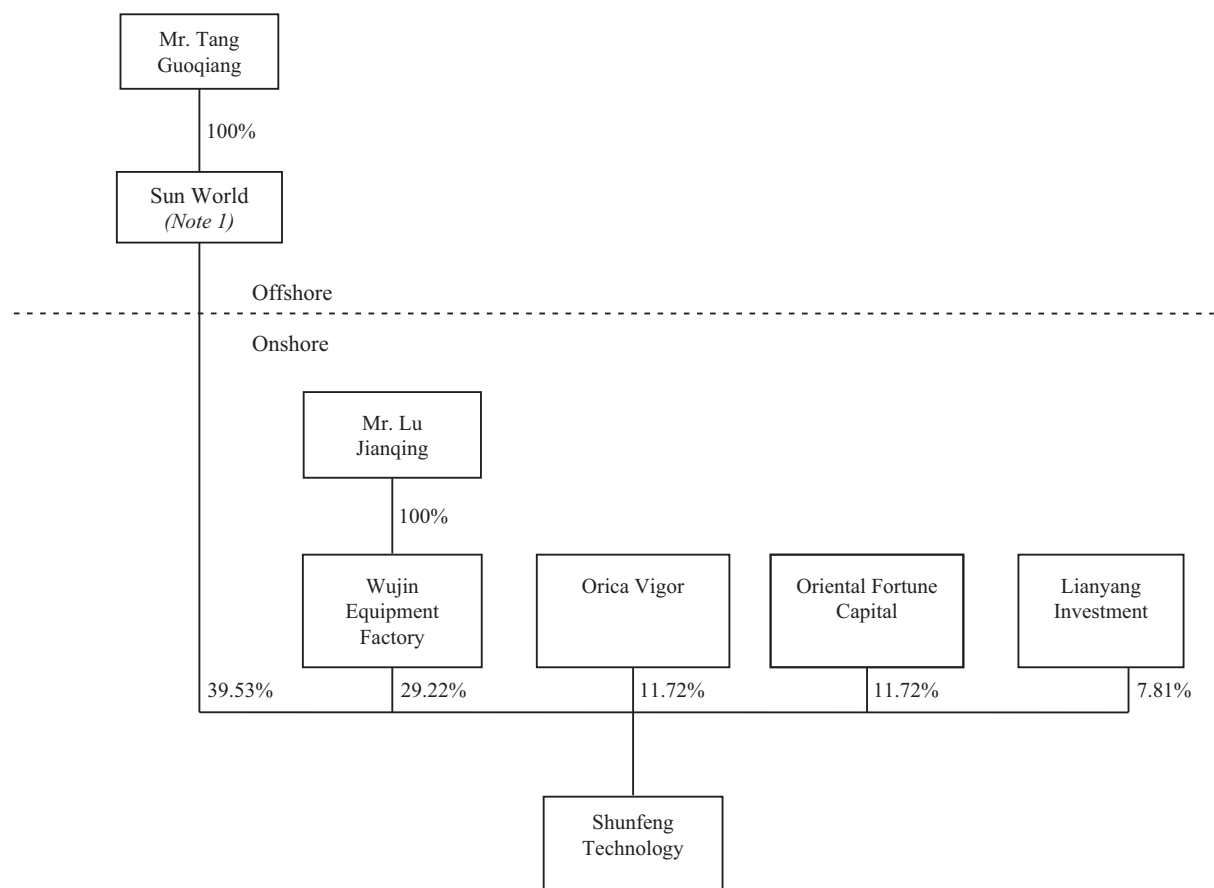 Mr. Tang
Guoqiang
100%
Sun World
(Note 1)
Offshore
Onshore
Mr. Lu
Jianqing
100%
Wujin
Equipment
Factory
Orica Vigor
Oriental Fortune
Capital
Lianyang
Investment
39.53%
29.22%
11.72%
11.72%
7.81%
Shunfeng
Technology